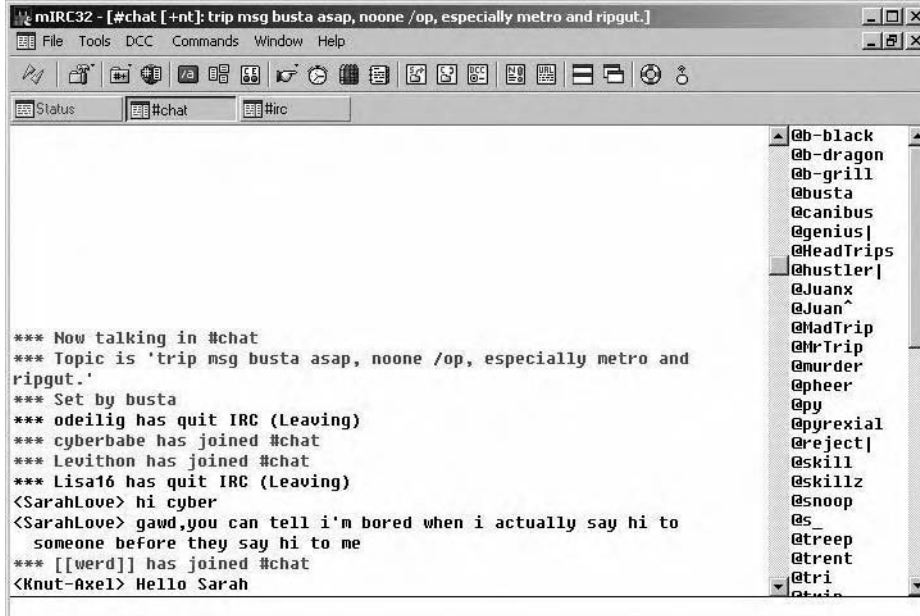 mIRC32 - [#chat [+nt]: trip msg busta asap, noone /op, especially metro and ripgut.]
File Tools DCC Commands Window Help
Status #chat #irc
*** Now talking in #chat
*** Topic is 'trip msg busta asap, noone /op, especially metro and
ripgut.'
*** Set by busta
*** odeilig has quit IRC (Leaving)
*** cyberbabe has joined #chat
*** Levithon has joined #chat
*** Lisa16 has quit IRC (Leaving)
<SarahLove> hi cyber
<SarahLove> gawd,you can tell i'm bored when i actually say hi to
someone before they say hi to me
*** [[werd]] has joined #chat
<Knut-Axel> Hello Sarah
@b-black
@b-dragon
@b-grill
@busta
@canibus
@genius|
@HeadTrips
@hustler|
@Juanx
@Juan^
@MadTrip
@MrTrip
@murder
@pheer
@py
@pyrexial
@reject|
@skill
@skillz
@snoop
@s_
@treep
@trent
@tri